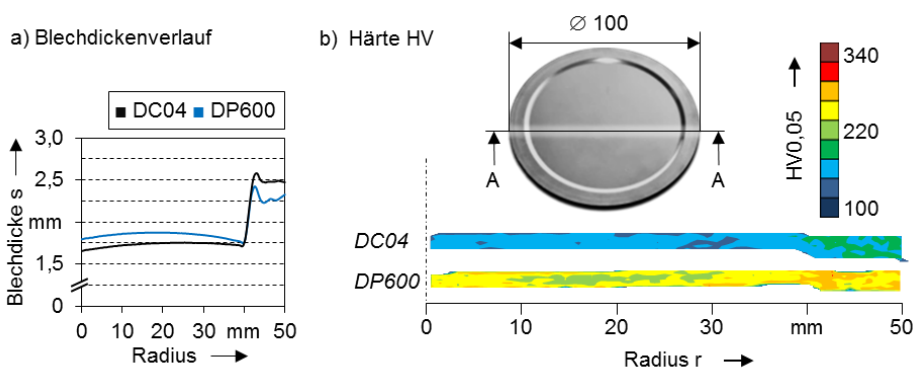 a) Blechdickenverlauf
DC04 DP600
3,0
2,5
mm
1,5
0
Blechdicke s
0 10 20 30 mm 50
Radius
b) Härte HV
∅ 100
A A
HV0,05
340
220
100
DC04
DP600
0 10 20 30 mm 50
Radius r